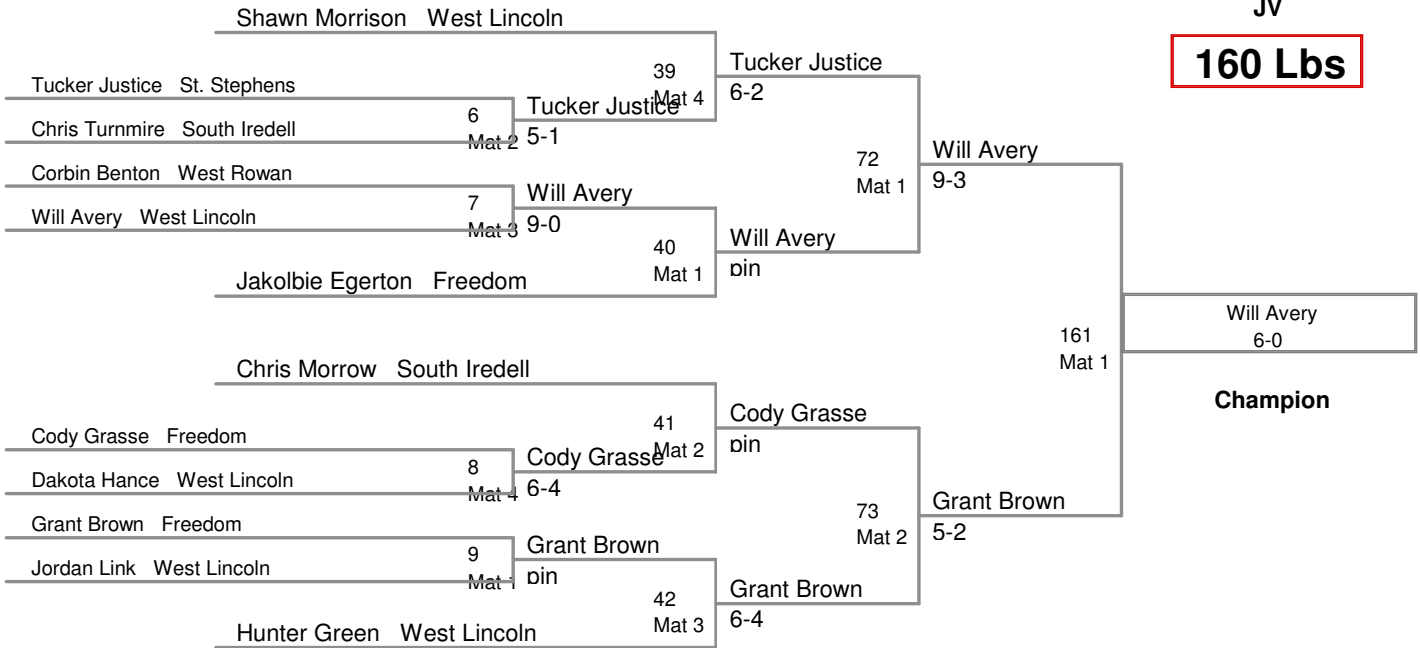 JV
160 Lbs
Shawn Morrison West Lincoln
39
Mat 4
Tucker Justice
6-2
Tucker Justice St. Stephens
Chris Turnmire South Iredell
6
Mat 2
Tucker Justice
5-1
72
Mat 1
Will Avery
9-3
Corbin Benton West Rowan
Will Avery West Lincoln
7
Mat 3
Will Avery
9-0
40
Mat 1
Will Avery
pin
Jakolbie Egerton Freedom
161
Mat 1
Will Avery
6-0
Champion
Chris Morrow South Iredell
41
Mat 2
Cody Grasse
pin
Cody Grasse Freedom
Dakota Hance West Lincoln
8
Mat 4
Cody Grasse
6-4
73
Mat 2
Grant Brown
5-2
Grant Brown Freedom
Jordan Link West Lincoln
9
Mat 1
Grant Brown
pin
42
Mat 3
Grant Brown
6-4
Hunter Green West Lincoln